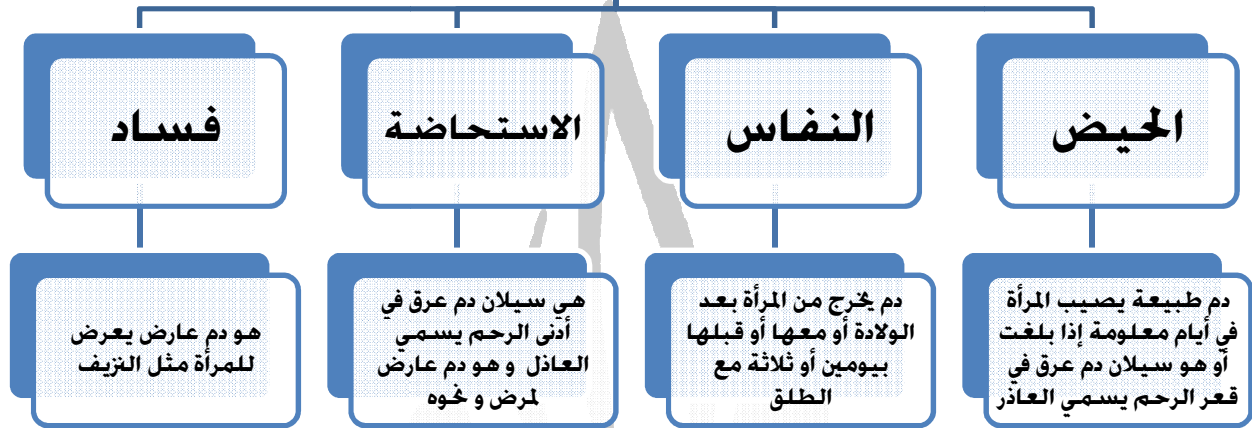 الحيض
النفاس
الاستحاضة
فساد
دم طبيعة يصيب المرأة
في أيام معلومة إذا بلغت
أو هو سيلان دم عرق في
قعر الرحم يسمي العاذر
دم يخرج من المرأة بعد
الولادة أو معها أو قبلها
بيومين أو ثلاثة مع
الطلق
هي سيلان دم عرق في
أدنى الرحم يسمي
العاذل و هو دم عارض
لمرض و نحوه
هو دم عارض يعرض
للمرأة مثل النزيف